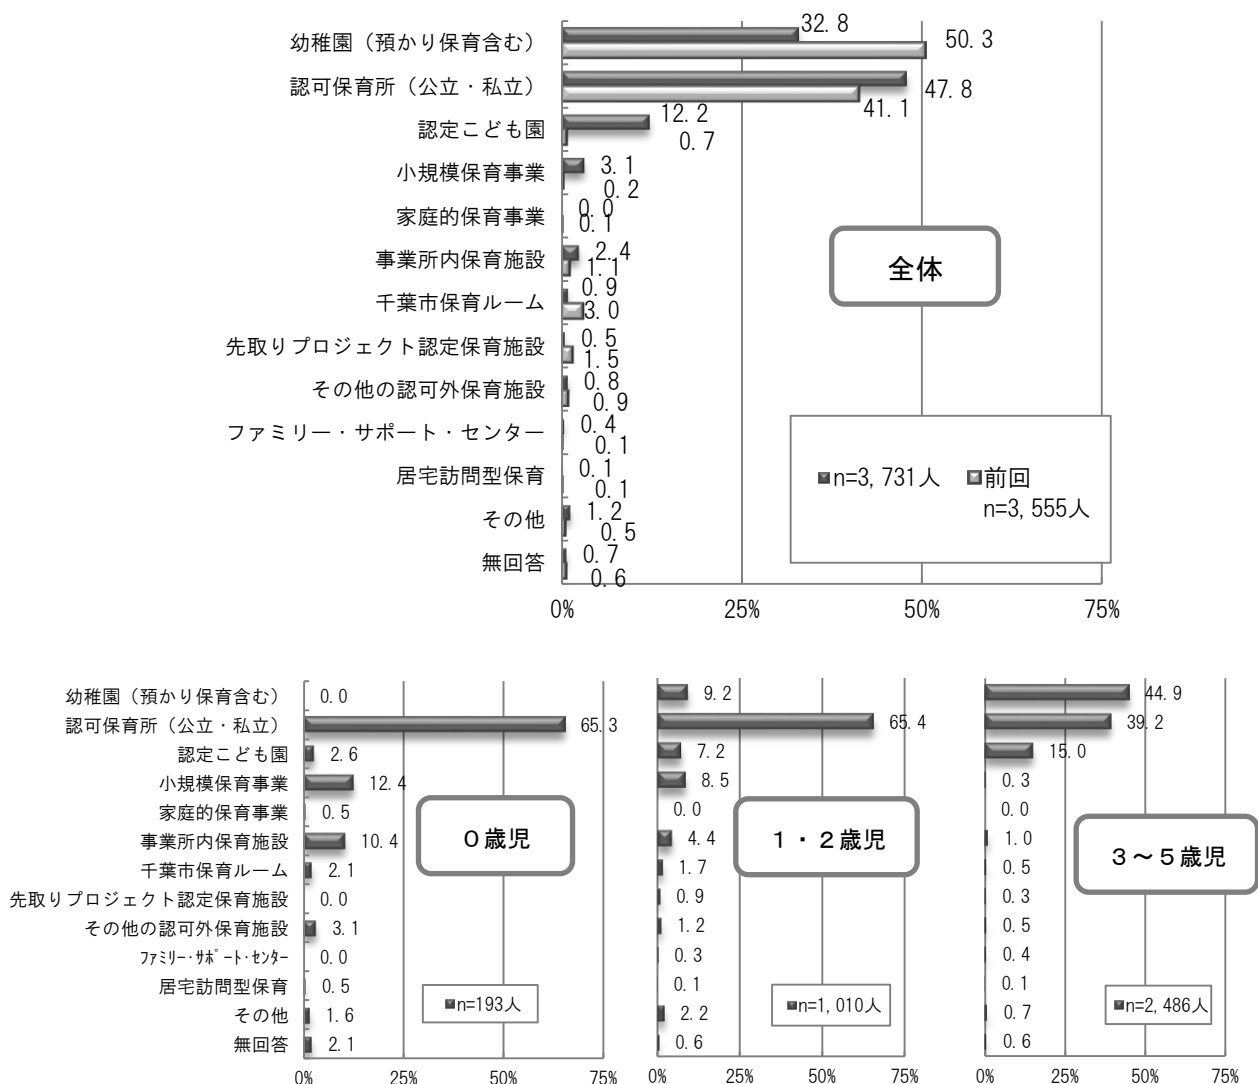 幼稚園（預かり保育含む） 32.8 50.3
認可保育所（公立・私立） 47.8 41.1
認定こども園 12.2 0.7
小規模保育事業 3.1 0.2
家庭的保育事業 0.0 0.1
事業所内保育施設 2.4 1.1
千葉市保育ルーム 0.9 3.0
先取りプロジェクト認定保育施設 0.5 1.5
その他の認可外保育施設 0.8 0.9
ファミリー・サポート・センター 0.4 0.1
居宅訪問型保育 0.1 0.1
その他 1.2 0.5
無回答 0.7 0.6
全体
n=3,731人 前回
n=3,555人
0% 25% 50% 75%
幼稚園（預かり保育含む） 0.0 9.2 44.9
認可保育所（公立・私立） 65.3 65.4 39.2
認定こども園 2.6 7.2 15.0
小規模保育事業 12.4 8.5 0.3
家庭的保育事業 0.5 0.0 0.0
事業所内保育施設 10.4 4.4 1.0
千葉市保育ルーム 2.1 1.7 0.5
先取りプロジェクト認定保育施設 0.0 0.9 0.3
その他の認可外保育施設 3.1 1.2 0.5
ﾌｧﾐﾘｰ･ｻﾎﾟｰﾄ･ｾﾝﾀｰ 0.0 0.3 0.4
居宅訪問型保育 0.5 0.1 0.1
その他 1.6 2.2 0.7
無回答 2.1 0.6 0.6
０歳児 １・２歳児 ３～５歳児
n=193人 n=1,010人 n=2,486人
0% 25% 50% 75% 0% 25% 50% 75% 0% 25% 50% 75%